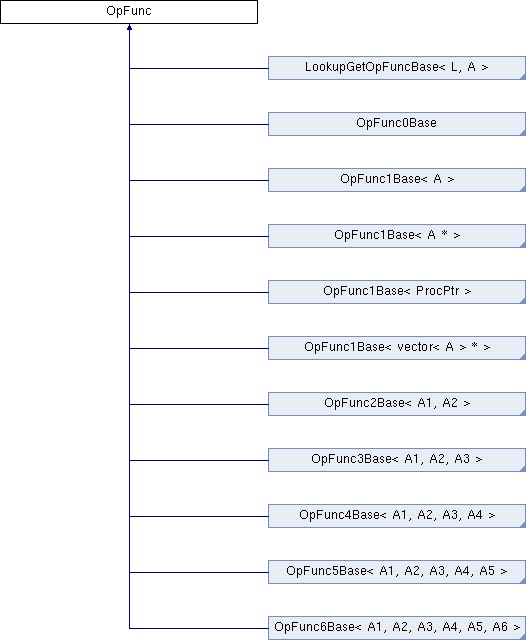 OpFunc
LookupGetOpFuncBase< L, A >
OpFunc0Base
OpFunc1Base< A >
OpFunc1Base< A * >
OpFunc1Base< ProcPtr >
OpFunc1Base< vector< A > * >
OpFunc2Base< A1, A2 >
OpFunc3Base< A1, A2, A3 >
OpFunc4Base< A1, A2, A3, A4 >
OpFunc5Base< A1, A2, A3, A4, A5 >
OpFunc6Base< A1, A2, A3, A4, A5, A6 >